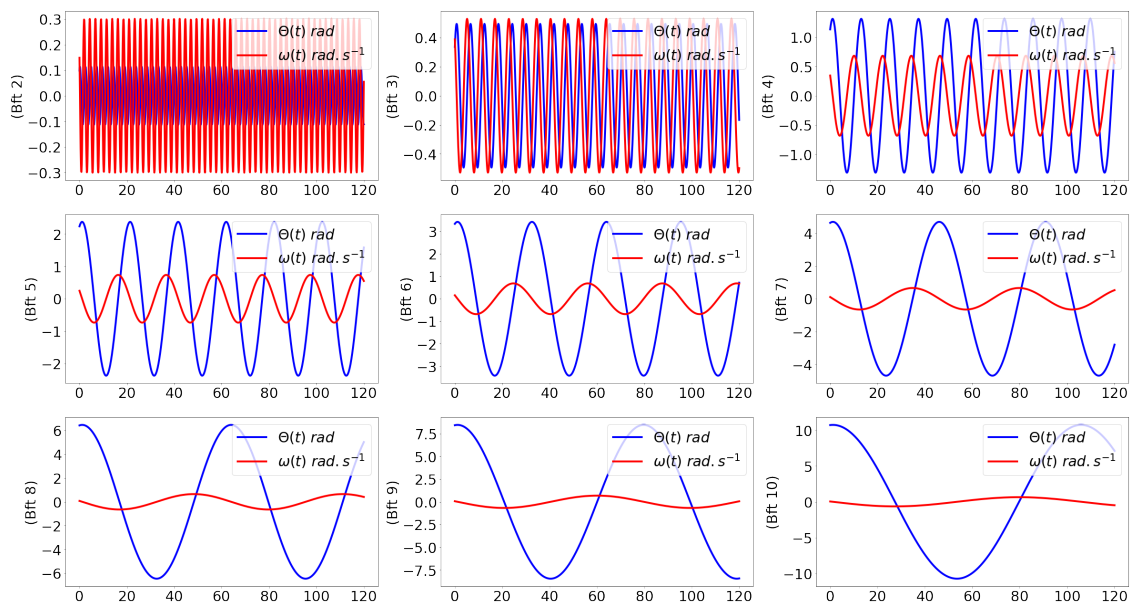 (Bft 2)
0.3
0.2
0.1
0.0
−0.1
−0.2
−0.3
0 20 40 60 80 100 120
Θ(t) rad
ω(t) rad.s⁻¹
(Bft 3)
0.4
0.2
0.0
−0.2
−0.4
0 20 40 60 80 100 120
Θ(t) rad
ω(t) rad.s⁻¹
(Bft 4)
1.0
0.5
0.0
−0.5
−1.0
0 20 40 60 80 100 120
Θ(t) rad
ω(t) rad.s⁻¹
(Bft 5)
2
1
0
−1
−2
0 20 40 60 80 100 120
Θ(t) rad
ω(t) rad.s⁻¹
(Bft 6)
3
2
1
0
−1
−2
−3
0 20 40 60 80 100 120
Θ(t) rad
ω(t) rad.s⁻¹
(Bft 7)
4
2
0
−2
−4
0 20 40 60 80 100 120
Θ(t) rad
ω(t) rad.s⁻¹
(Bft 8)
6
4
2
0
−2
−4
−6
0 20 40 60 80 100 120
Θ(t) rad
ω(t) rad.s⁻¹
(Bft 9)
7.5
5.0
2.5
0.0
−2.5
−5.0
−7.5
0 20 40 60 80 100 120
Θ(t) rad
ω(t) rad.s⁻¹
(Bft 10)
10
5
0
−5
−10
0 20 40 60 80 100 120
Θ(t) rad
ω(t) rad.s⁻¹